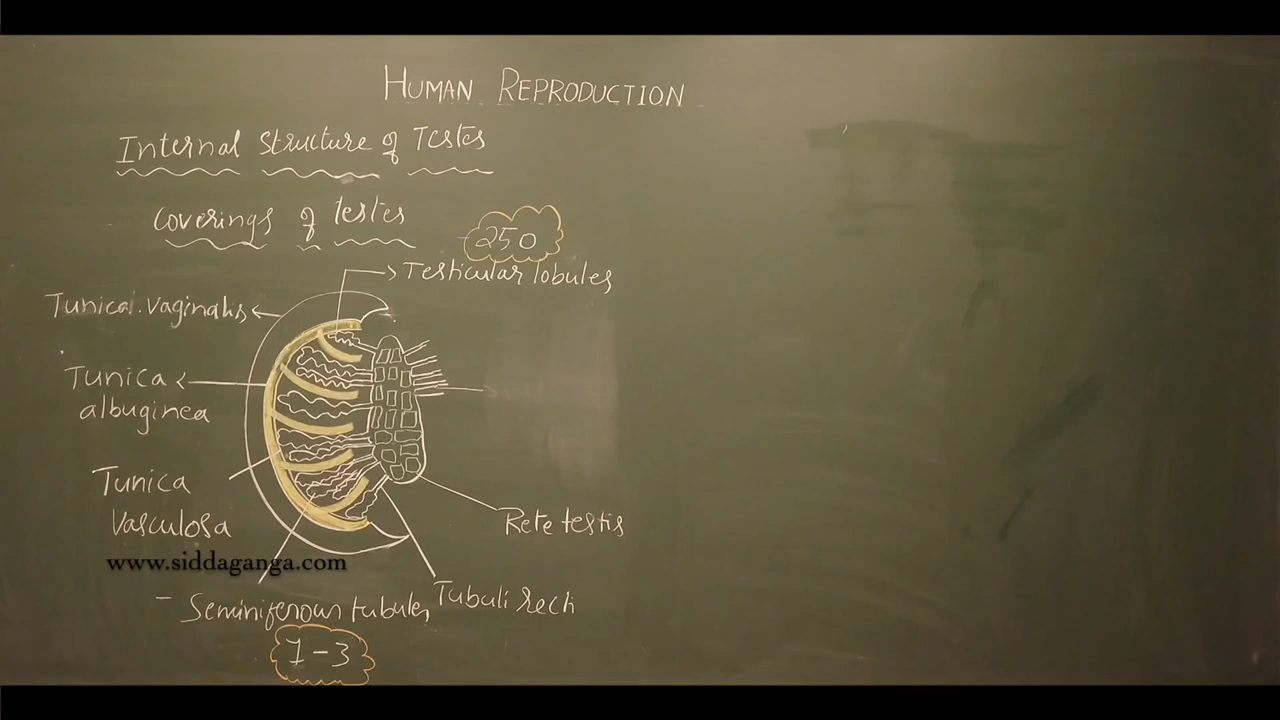 HUMAN REPRODUCTION
Internal Structure of Testes
Coverings of testes
250
Testicular lobules
Tunica vaginalis
Tunica
albuginea
Tunica
Vasculosa
Rete testis
www.siddaganga.com
Tubuli recti
Seminiferous tubules
1-3